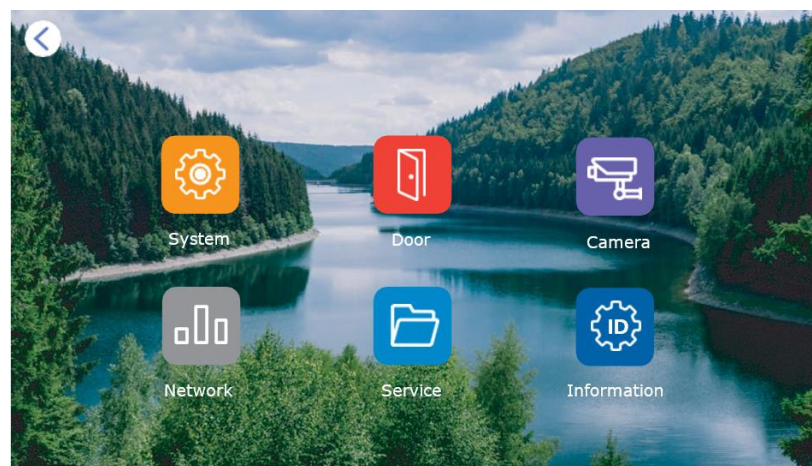 System
Door
Camera
Network
Service
ID
Information